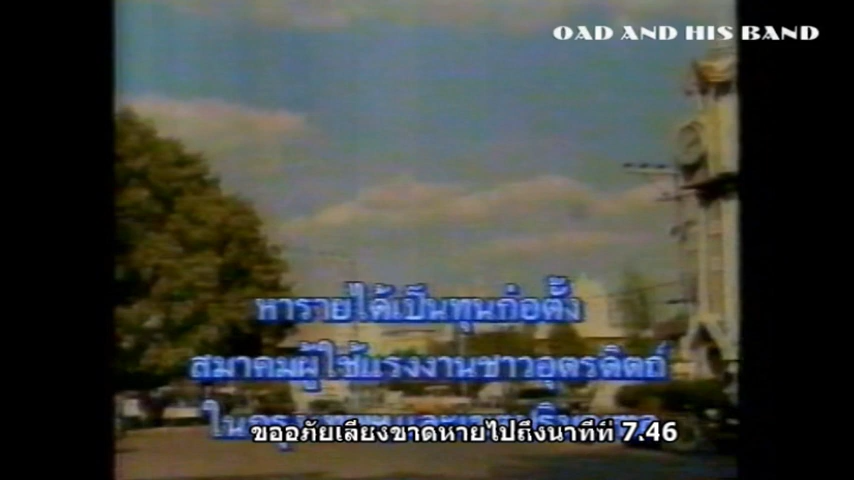 OAD AND HIS BAND
หารายได้เป็นทุนก่อตั้ง
สมาคมผู้ใช้แรงงานชาวอุตรดิตถ์
ขออภัยเสียงขาดหายไปถึงนาทีที่ 7.46